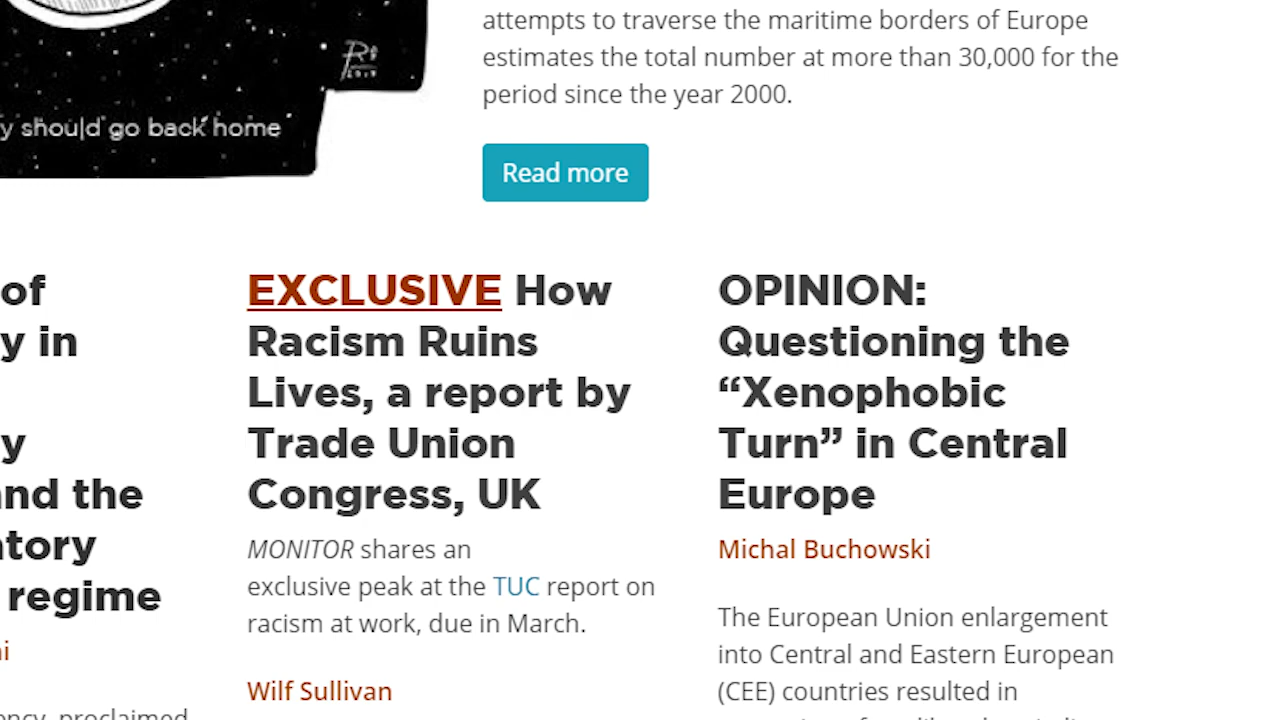 attempts to traverse the maritime borders of Europe
estimates the total number at more than 30,000 for the
period since the year 2000.
y should go back home
Read more
of
y in
y
and the
atory
regime
ency, proclaimed
EXCLUSIVE How
Racism Ruins
Lives, a report by
Trade Union
Congress, UK
MONITOR shares an
exclusive peak at the TUC report on
racism at work, due in March.
Wilf Sullivan
OPINION:
Questioning the
“Xenophobic
Turn” in Central
Europe
Michal Buchowski
The European Union enlargement
into Central and Eastern European
(CEE) countries resulted in